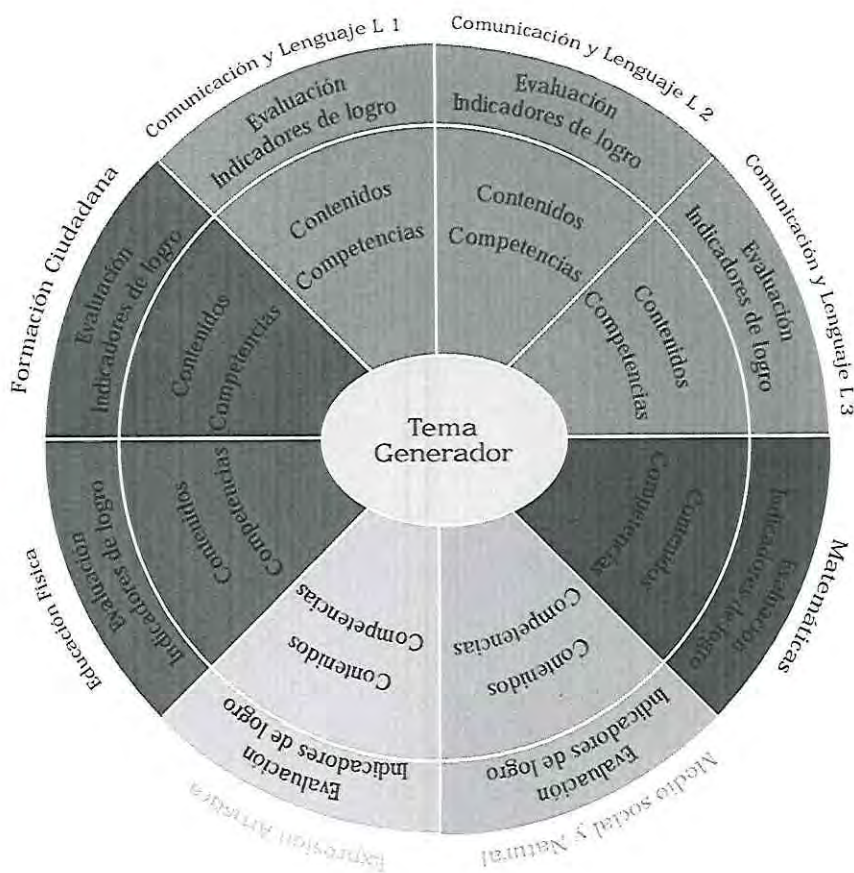 Comunicación y Lenguaje L 1
Evaluación
Indicadores de logro
Contenidos
Competencias
Comunicación y Lenguaje L 2
Evaluación
Indicadores de logro
Contenidos
Competencias
Comunicación y Lenguaje L 3
Evaluación
Indicadores de logro
Contenidos
Competencias
Matemáticas
Evaluación
Indicadores de logro
Contenidos
Competencias
Medio social y Natural
Evaluación
Indicadores de logro
Contenidos
Competencias
Expresión Artística
Evaluación
Indicadores de logro
Contenidos
Competencias
Educación Física
Evaluación
Indicadores de logro
Contenidos
Competencias
Formación Ciudadana
Evaluación
Indicadores de logro
Contenidos
Competencias
Tema
Generador